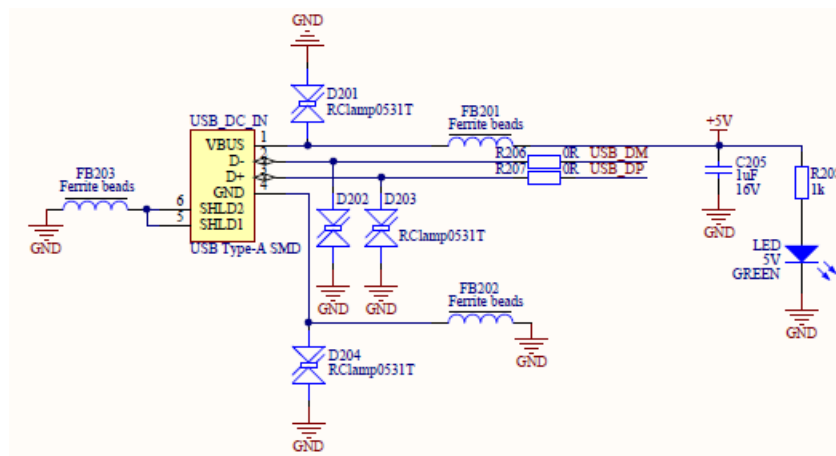 GND
D201
RClamp0531T
USB_DC_IN
FB201
Ferrite beads
+5V
1
VBUS
2
D-
R206
0R
USB_DM
3
D+
R207
0R
USB_DP
4
GND
FB203
Ferrite beads
6
SHLD2
5
SHLD1
GND
USB Type-A SMD
D202
D203
RClamp0531T
GND
GND
C205
1uF
16V
GND
1k
LED
5V
GREEN
GND
FB202
Ferrite beads
GND
D204
RClamp0531T
GND